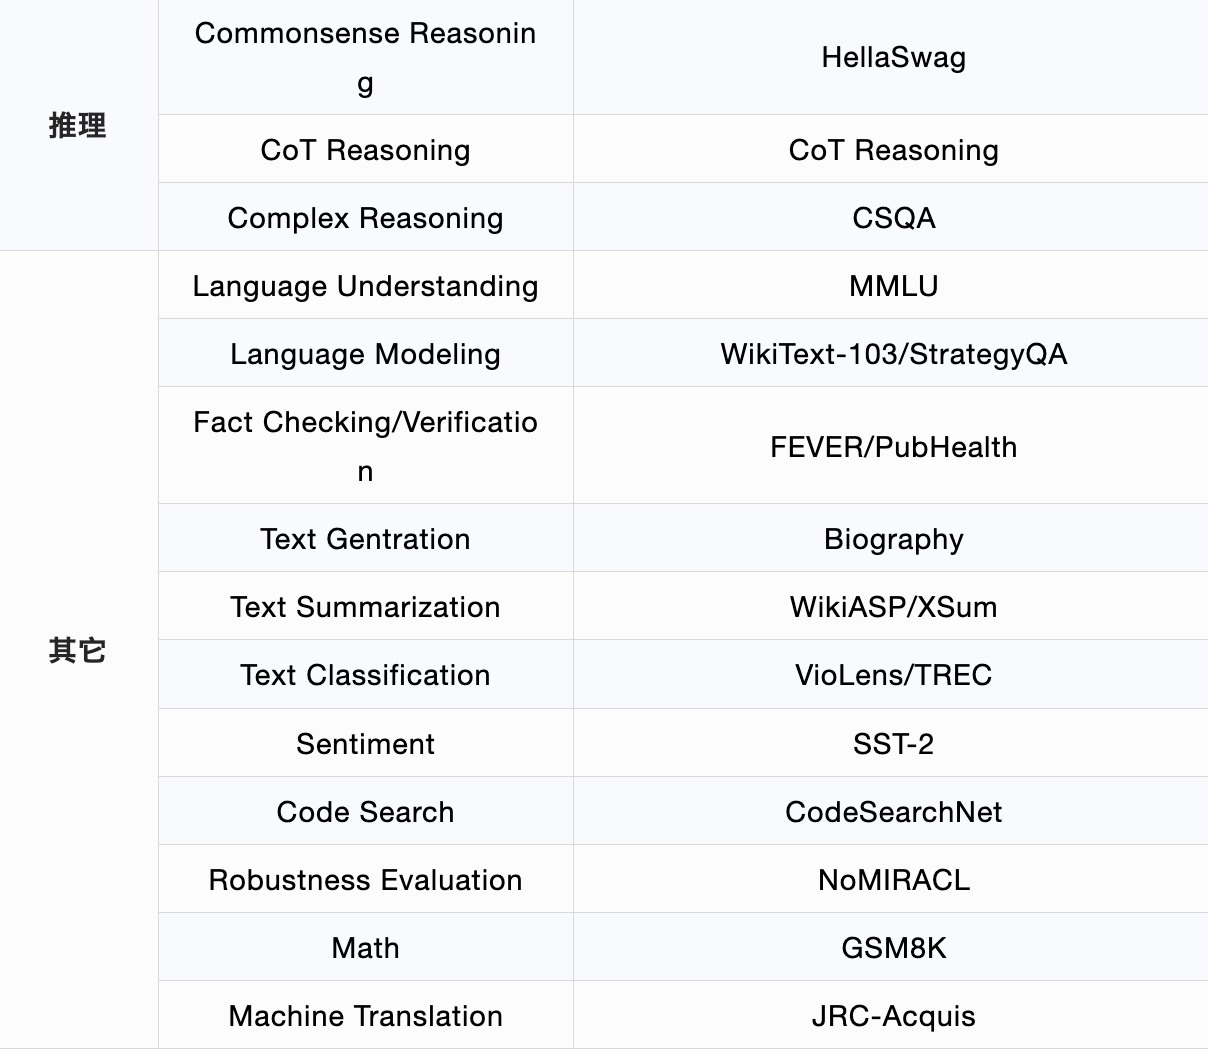 推理
Commonsense Reasonin
g
HellaSwag
CoT Reasoning
CoT Reasoning
Complex Reasoning
CSQA
其它
Language Understanding
MMLU
Language Modeling
WikiText-103/StrategyQA
Fact Checking/Verificatio
n
FEVER/PubHealth
Text Gentration
Biography
Text Summarization
WikiASP/XSum
Text Classification
VioLens/TREC
Sentiment
SST-2
Code Search
CodeSearchNet
Robustness Evaluation
NoMIRACL
Math
GSM8K
Machine Translation
JRC-Acquis